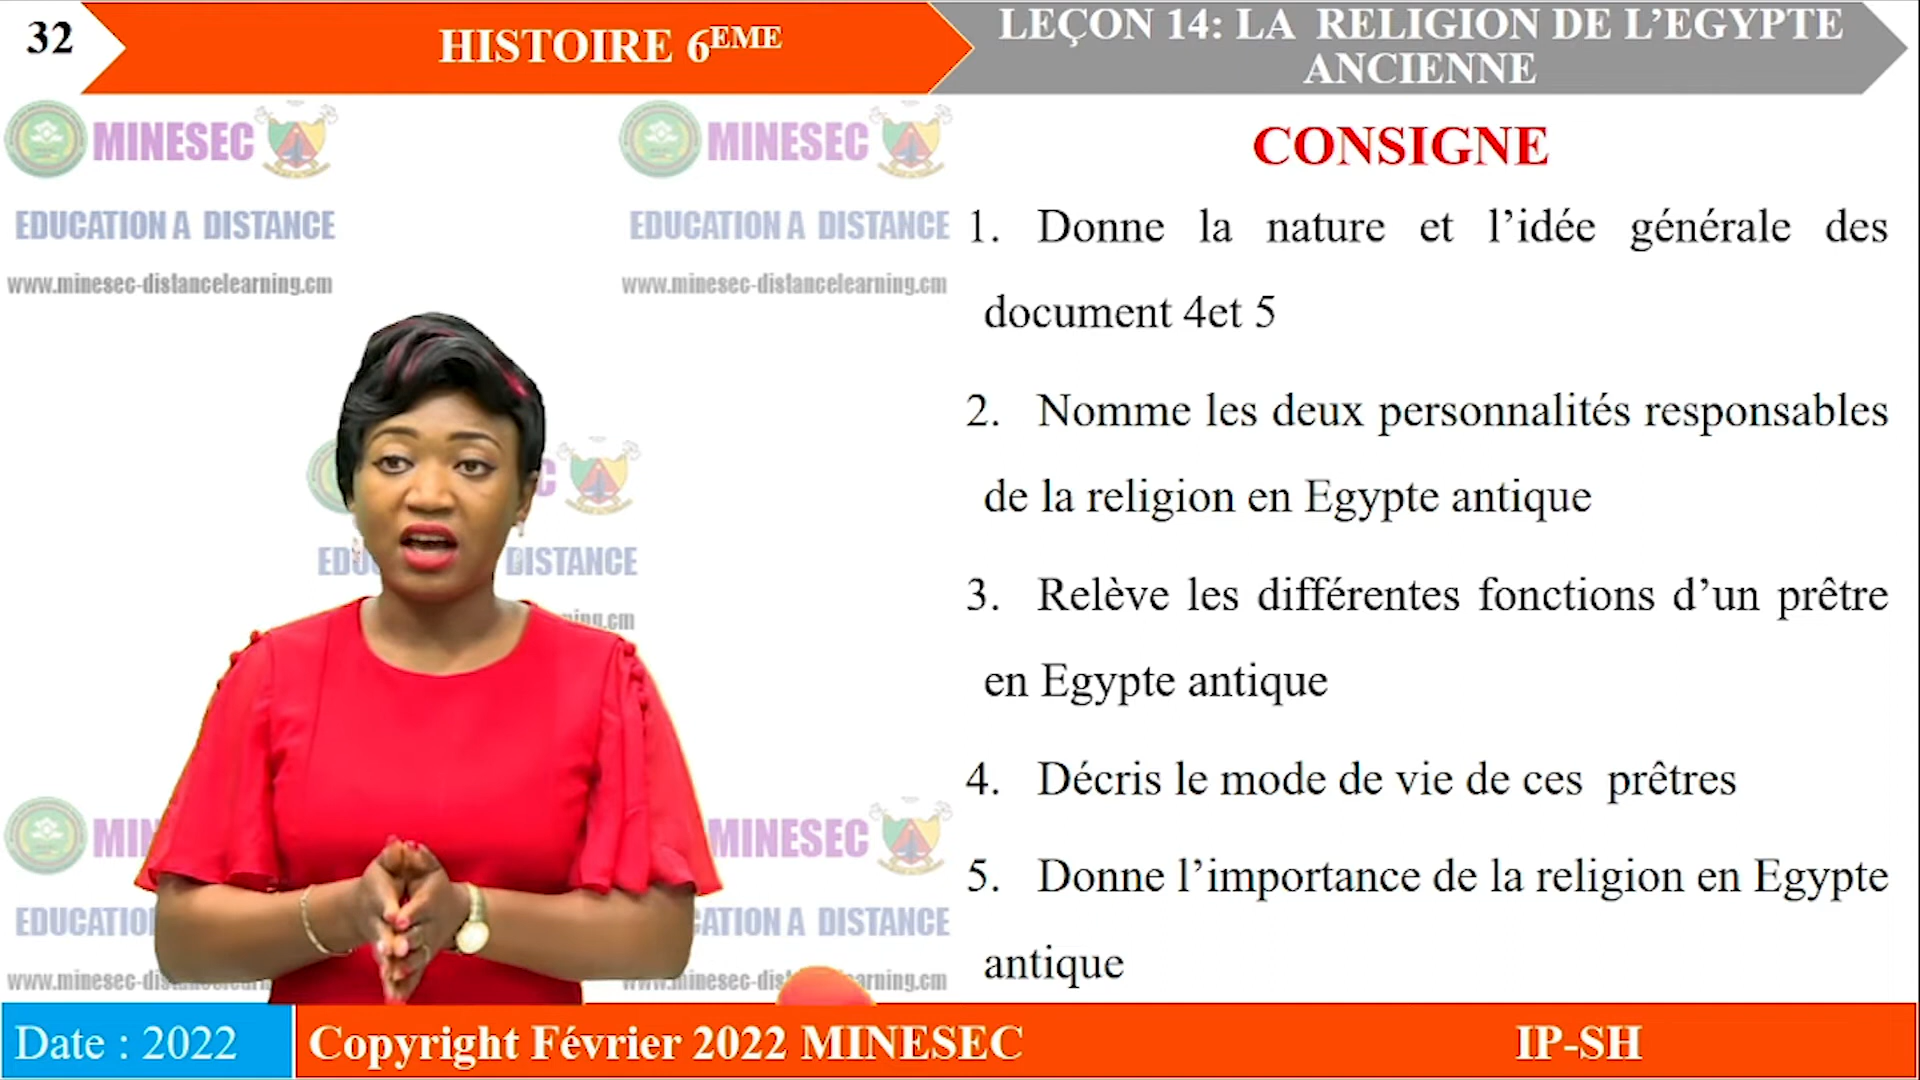 32
HISTOIRE 6EME
LEÇON 14: LA RELIGION DE L’EGYPTE
ANCIENNE
MINESEC
EDUCATION A DISTANCE
www.minesec-distancelearning.cm
MINESEC
EDUCATION A DISTANCE
www.minesec-distancelearning.cm
CONSIGNE
1. Donne la nature et l’idée générale des
document 4et 5
2. Nomme les deux personnalités responsables
de la religion en Egypte antique
3. Relève les différentes fonctions d’un prêtre
en Egypte antique
4. Décris le mode de vie de ces prêtres
5. Donne l’importance de la religion en Egypte
antique
DISTANCE
MINESEC
A DISTANCE
Date : 2022
Copyright Février 2022 MINESEC
IP-SH